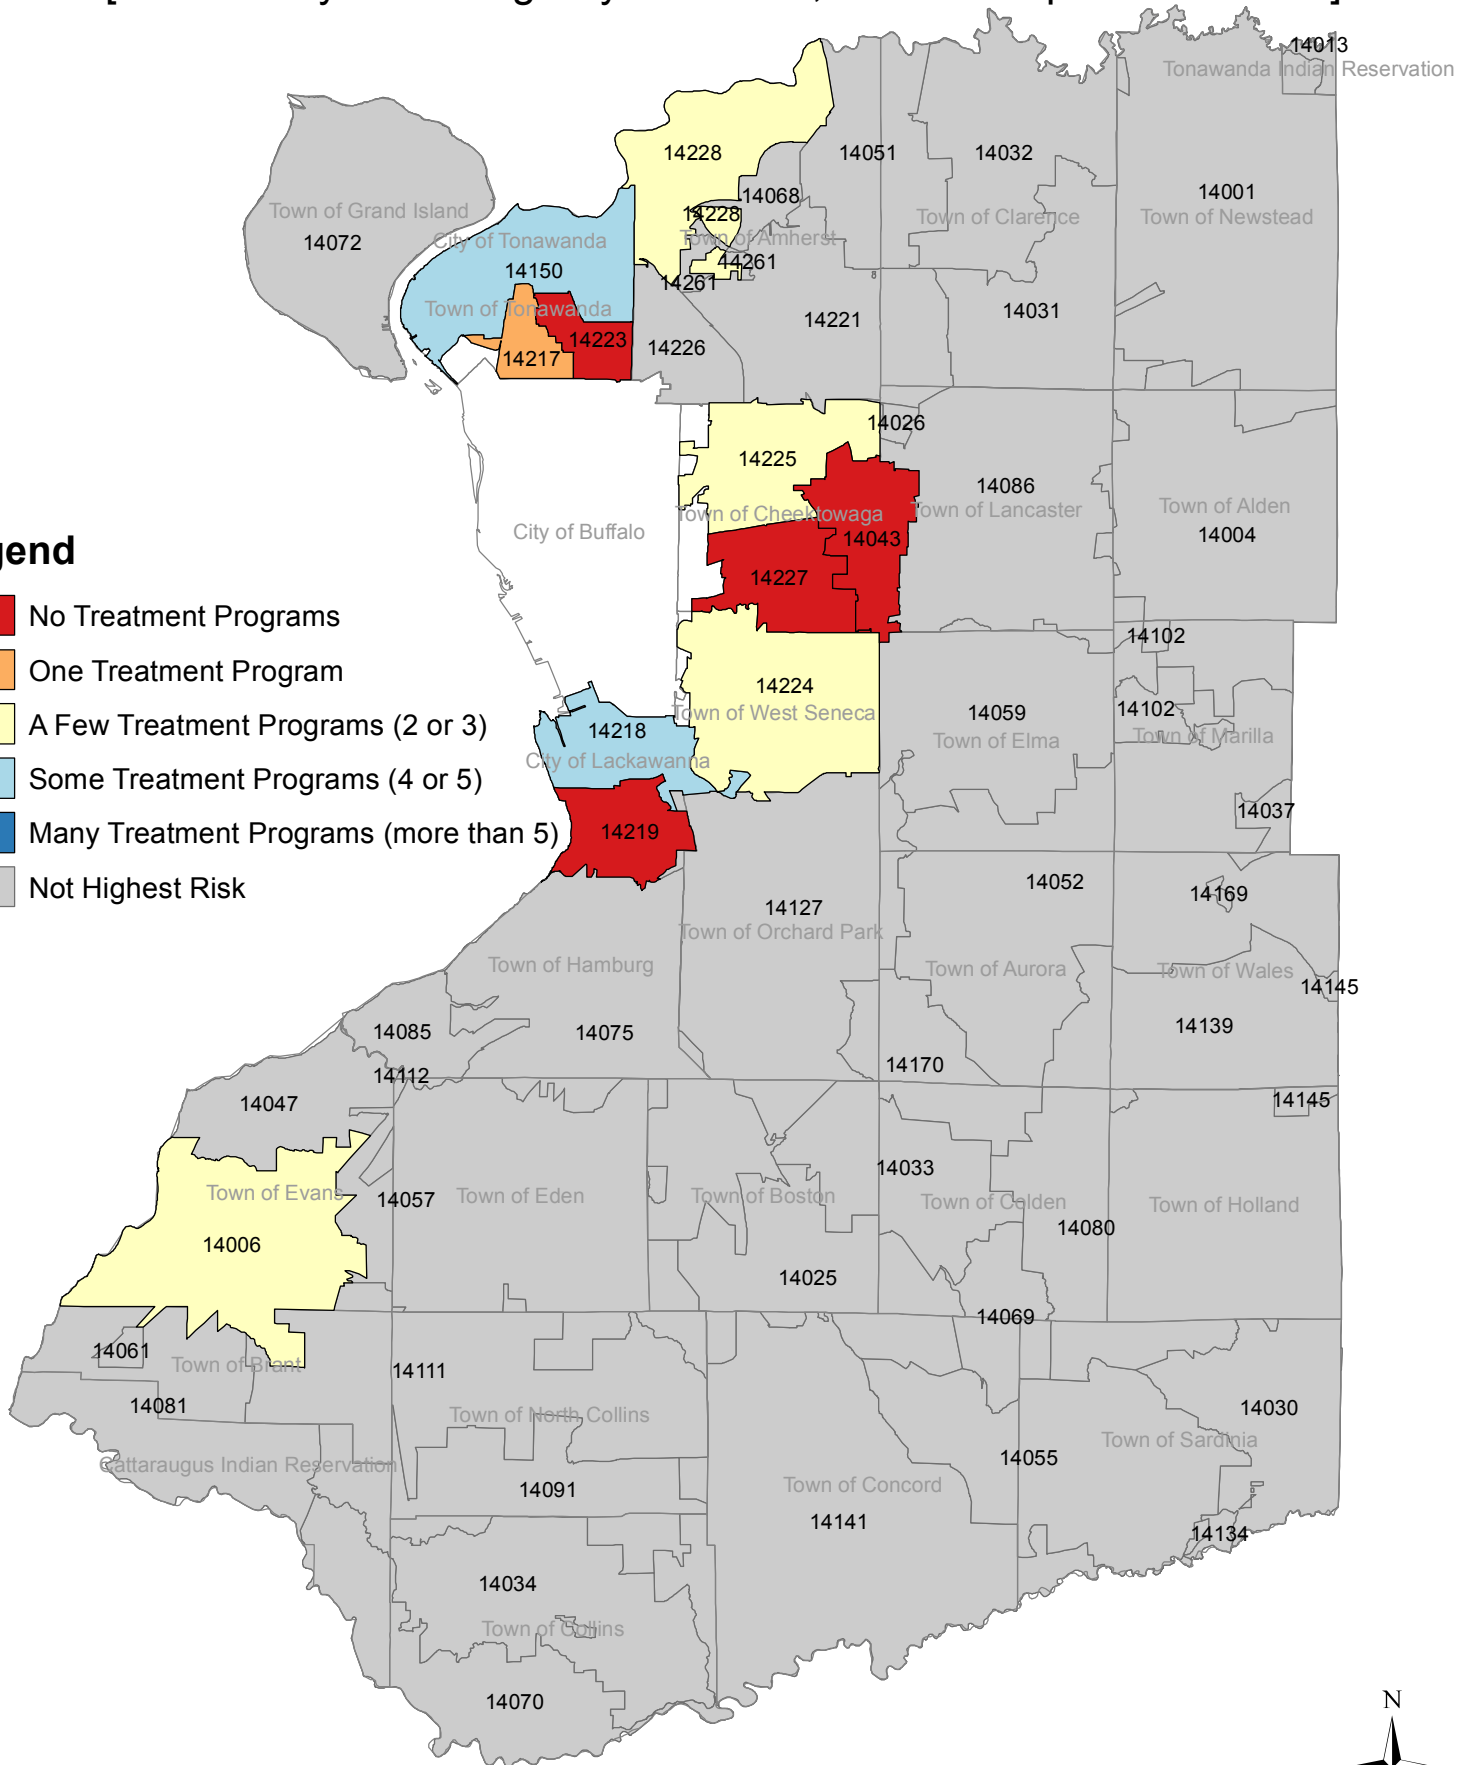 14013
Tonawanda Indian Reservation
14228
14051
14032
14068
14001
Town of Grand Island
14228
Town of Clarence
Town of Newstead
14072
City of Tonawanda
Town of Amherst
14150
14261
14261
Town of Tonawanda
14031
14221
14223
14226
14217
14026
14225
14086
Town of Cheektowaga
Town of Lancaster
Town of Alden
City of Buffalo
14043
14004
gend
14227
No Treatment Programs
14102
One Treatment Program
14224
14102
A Few Treatment Programs (2 or 3)
Town of West Seneca
14059
14218
Town of Elma
Town of Marilla
City of Lackawanna
Some Treatment Programs (4 or 5)
14037
Many Treatment Programs (more than 5)
14219
Not Highest Risk
14052
14169
14127
Town of Orchard Park
Town of Hamburg
Town of Aurora
Town of Wales
14145
14085
14075
14139
14170
14112
14047
14145
14033
Town of Evans
14057
Town of Eden
Town of Boston
Town of Colden
Town of Holland
14080
14006
14025
14069
14061
Town of Brant
14111
14081
14030
Town of North Collins
Town of Sardinia
Cattaraugus Indian Reservation
14055
14091
Town of Concord
14141
14134
14034
Town of Collins
14070
N